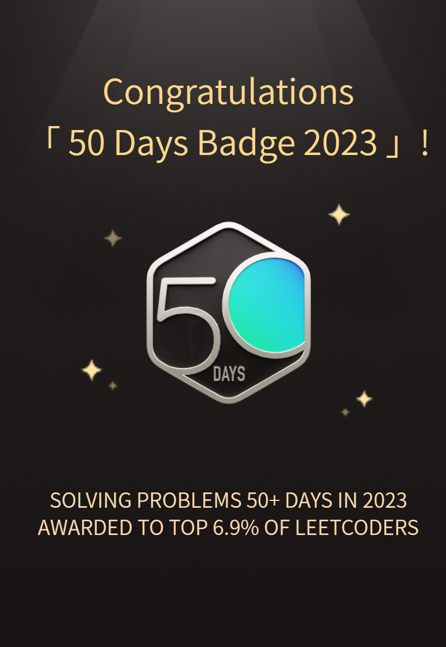 Congratulations
「 50 Days Badge 2023 」!
50
DAYS
SOLVING PROBLEMS 50+ DAYS IN 2023
AWARDED TO TOP 6.9% OF LEETCODERS